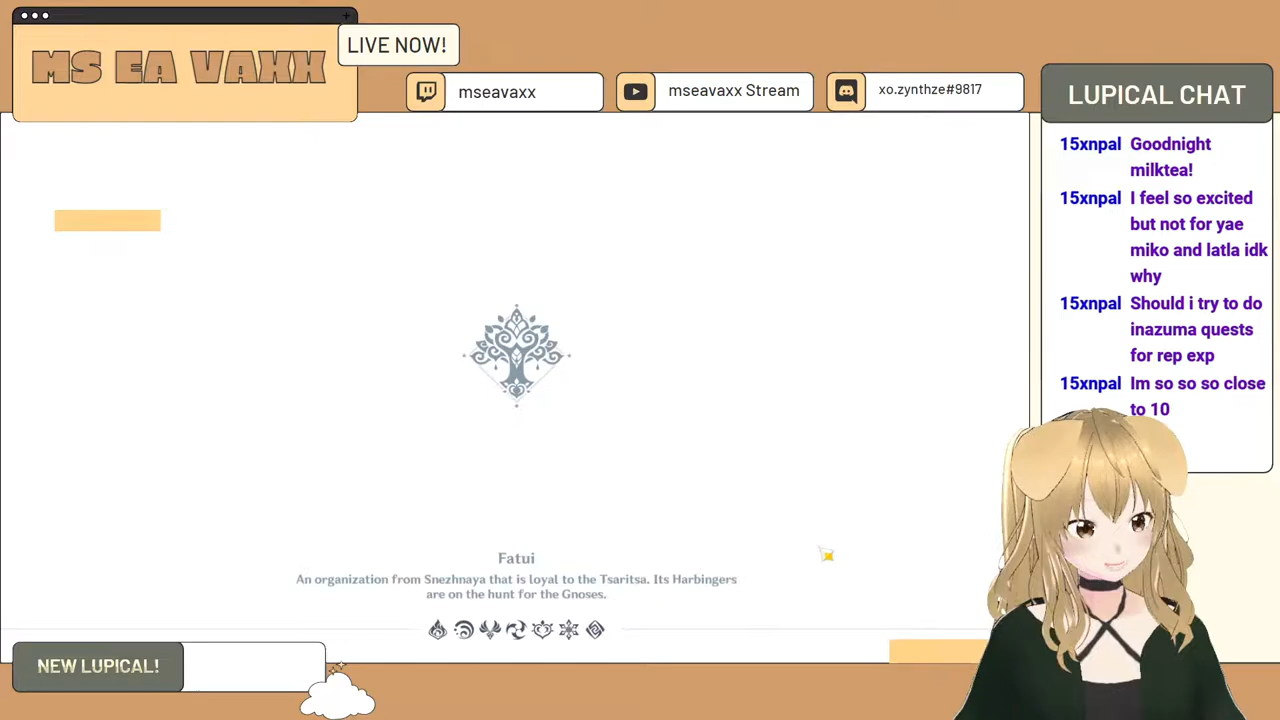 MS EA VAXX
LIVE NOW!
mseavaxx
mseavaxx Stream
xo.zynthze#9817
LUPICAL CHAT
15xnpal Goodnight
milktea!
15xnpal I feel so excited
but not for yae
miko and latla idk
why
15xnpal Should i try to do
inazuma quests
for rep exp
15xnpal Im so so so close
to 10
Fatui
An organization from Snezhnaya that is loyal to the Tsaritsa. Its Harbingers
are on the hunt for the Gnoses.
NEW LUPICAL!